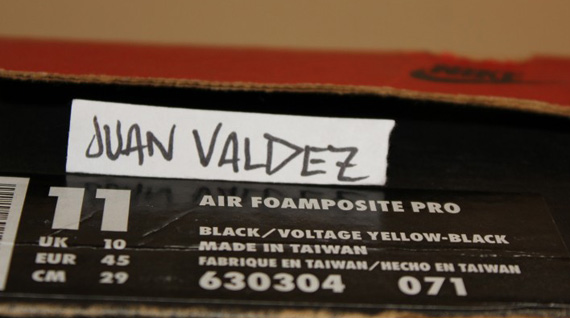 NIKE
JUAN VALDEZ
11 AIR FOAMPOSITE PRO
BLACK/VOLTAGE YELLOW-BLACK
UK 10 MADE IN TAIWAN
EUR 45 FABRIQUE EN TAIWAN/HECHO EN TAIWAN
CM 29 630304 071